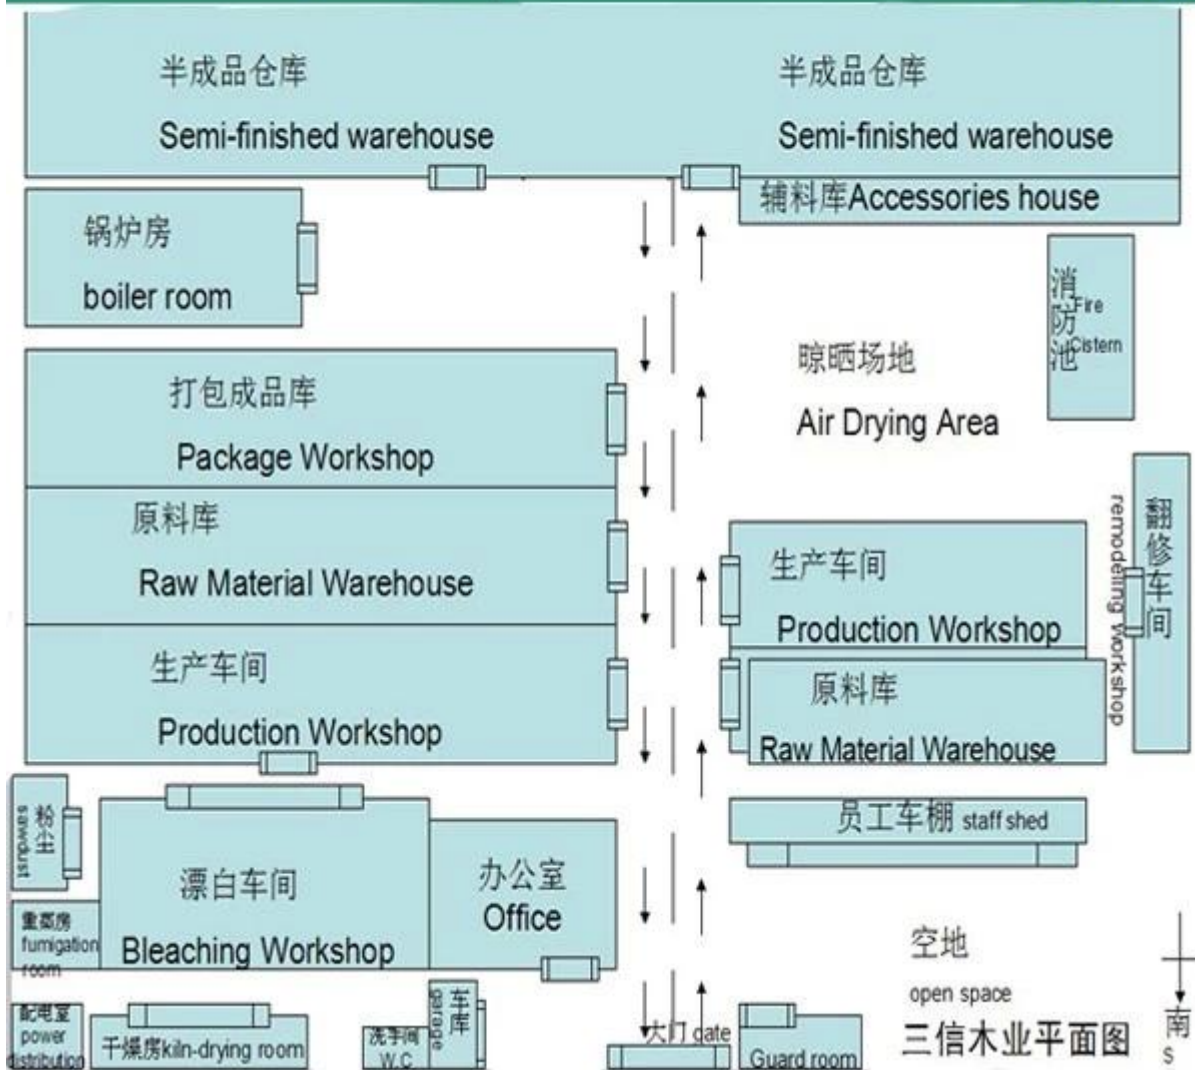 半成品仓库
Semi-finished warehouse
半成品仓库
Semi-finished warehouse
辅料库Accessories house
锅炉房
boiler room
消防池
Fire
Cistern
晾晒场地
Air Drying Area
打包成品库
Package Workshop
原料库
Raw Material Warehouse
生产车间
Production Workshop
生产车间
Production Workshop
原料库
Raw Material Warehouse
翻修车间
remodeling workshop
粉尘
sawdust
漂白车间
Bleaching Workshop
办公室
Office
员工车棚 staff shed
重蒸房
fumigation
room
空地
open space
配电室
power
distribution
干燥房kiln-drying room
洗手间
W.C
车库
garage
大门 gate
Guard room
三信木业平面图
南
S